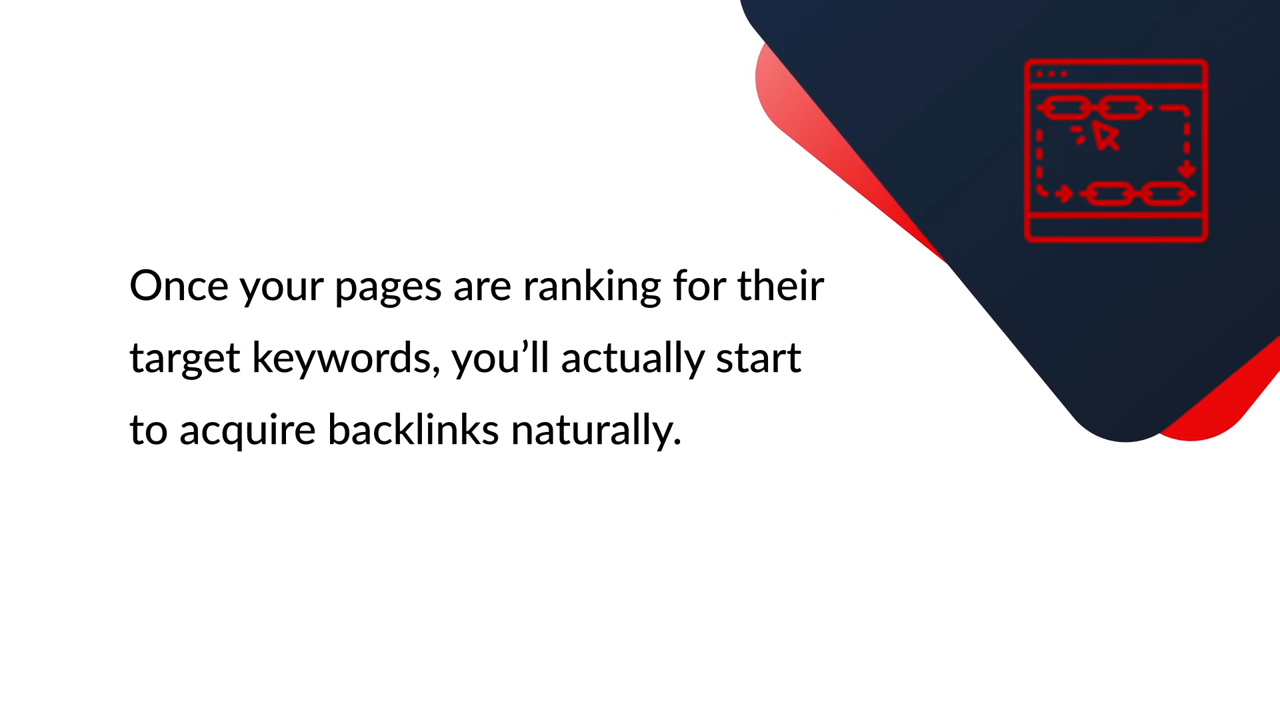 Once your pages are ranking for their
target keywords, you’ll actually start
to acquire backlinks naturally.